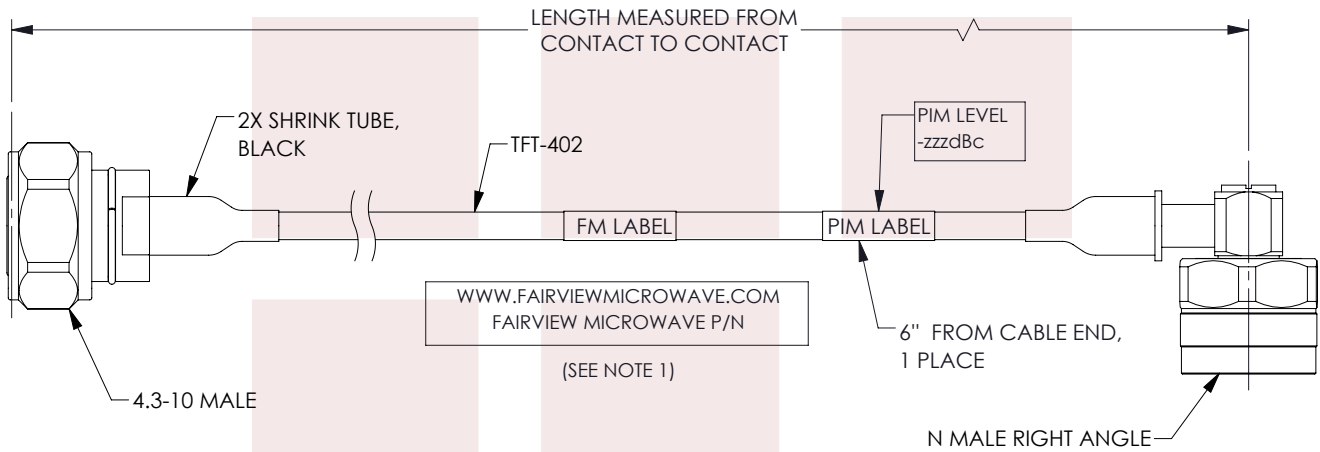 LENGTH MEASURED FROM
CONTACT TO CONTACT
2X SHRINK TUBE,
BLACK
TFT-402
PIM LEVEL
-zzzdBc
FM LABEL
PIM LABEL
WWW.FAIRVIEWMICROWAVE.COM
FAIRVIEW MICROWAVE P/N
(SEE NOTE 1)
6" FROM CABLE END,
1 PLACE
4.3-10 MALE
N MALE RIGHT ANGLE